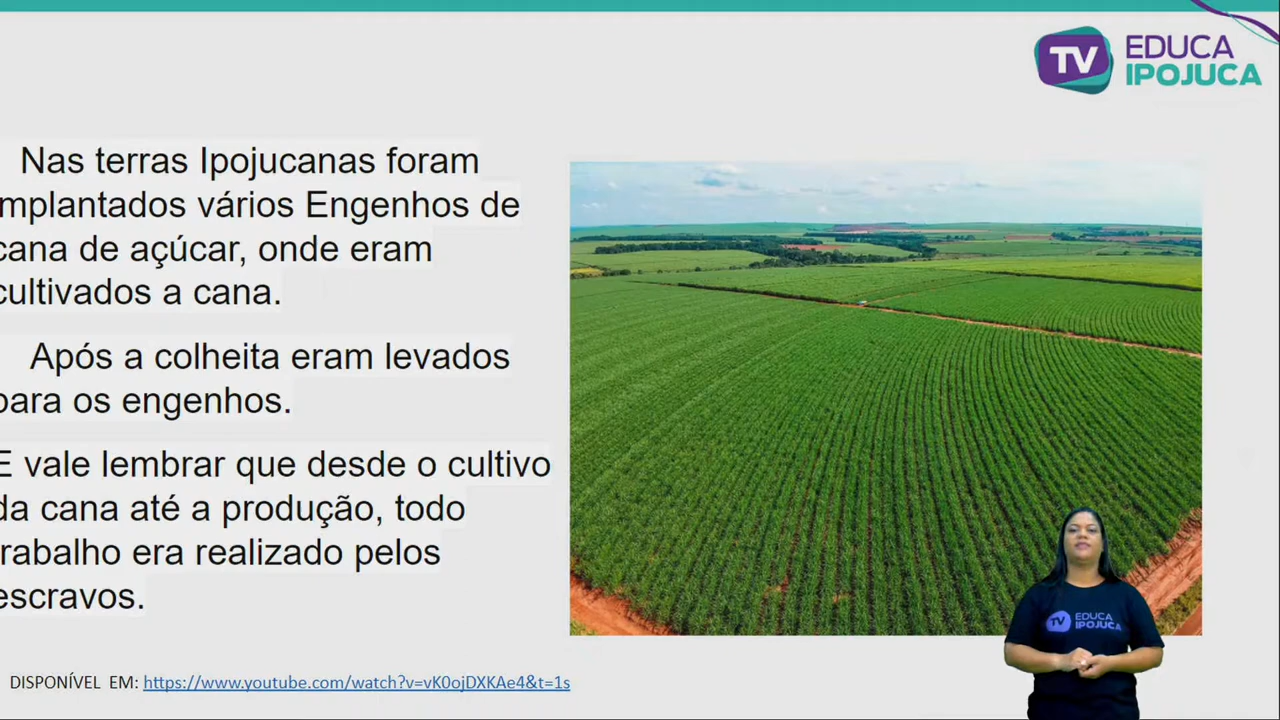 TV EDUCA
IPOJUCA
Nas terras Ipojucanas foram
mplantados vários Engenhos de
cana de açúcar, onde eram
cultivados a cana.
Após a colheita eram levados
para os engenhos.
E vale lembrar que desde o cultivo
da cana até a produção, todo
rabalho era realizado pelos
escravos.
TV EDUCA
IPOJUCA
DISPONÍVEL EM: https://www.youtube.com/watch?v=vK0ojDXKAe4&t=1s